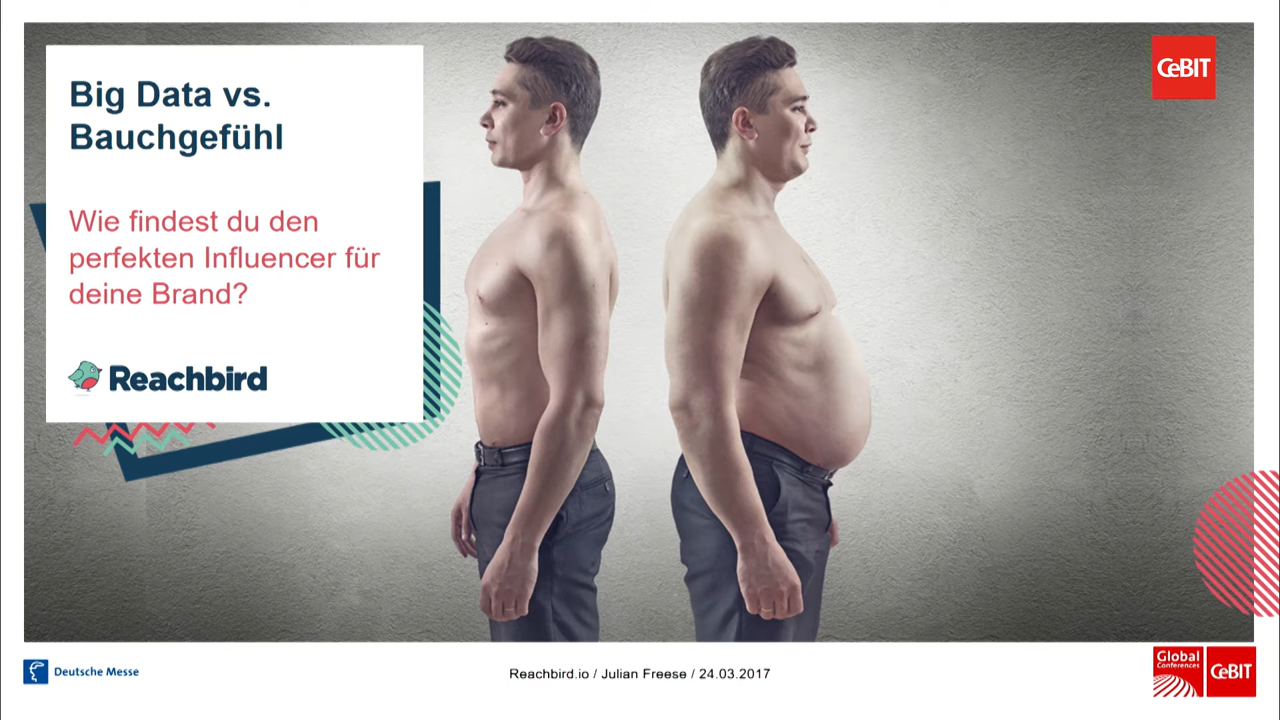 Big Data vs.
Bauchgefühl
Wie findest du den
perfekten Influencer für
deine Brand?
Reachbird
CeBIT
Deutsche Messe
Reachbird.io / Julian Freese / 24.03.2017
Global
Conferences
CeBIT